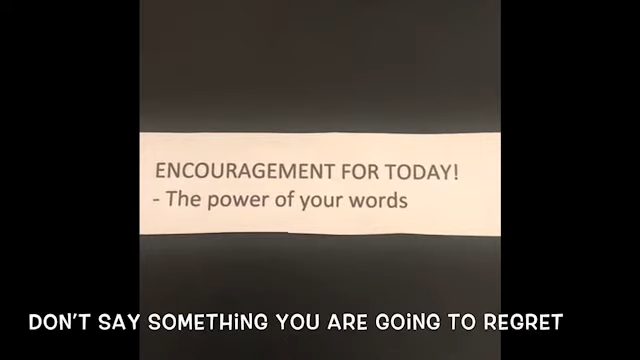 ENCOURAGEMENT FOR TODAY!
- The power of your words
DON'T SAY SOMETHING YOU ARE GOING TO REGRET